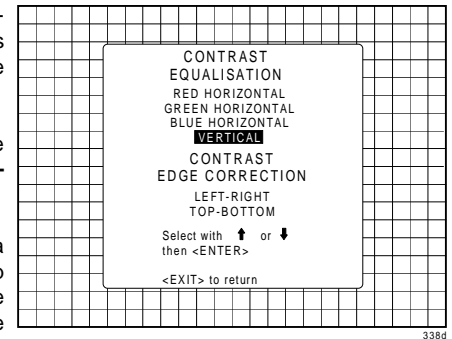 CONTRAST
EQUALISATION
RED HORIZONTAL
GREEN HORIZONTAL
BLUE HORIZONTAL
VERTICAL
CONTRAST
EDGE CORRECTION
LEFT-RIGHT
TOP-BOTTOM
Select with ⬆ or ⬇
then <ENTER>
<EXIT> to return
338d